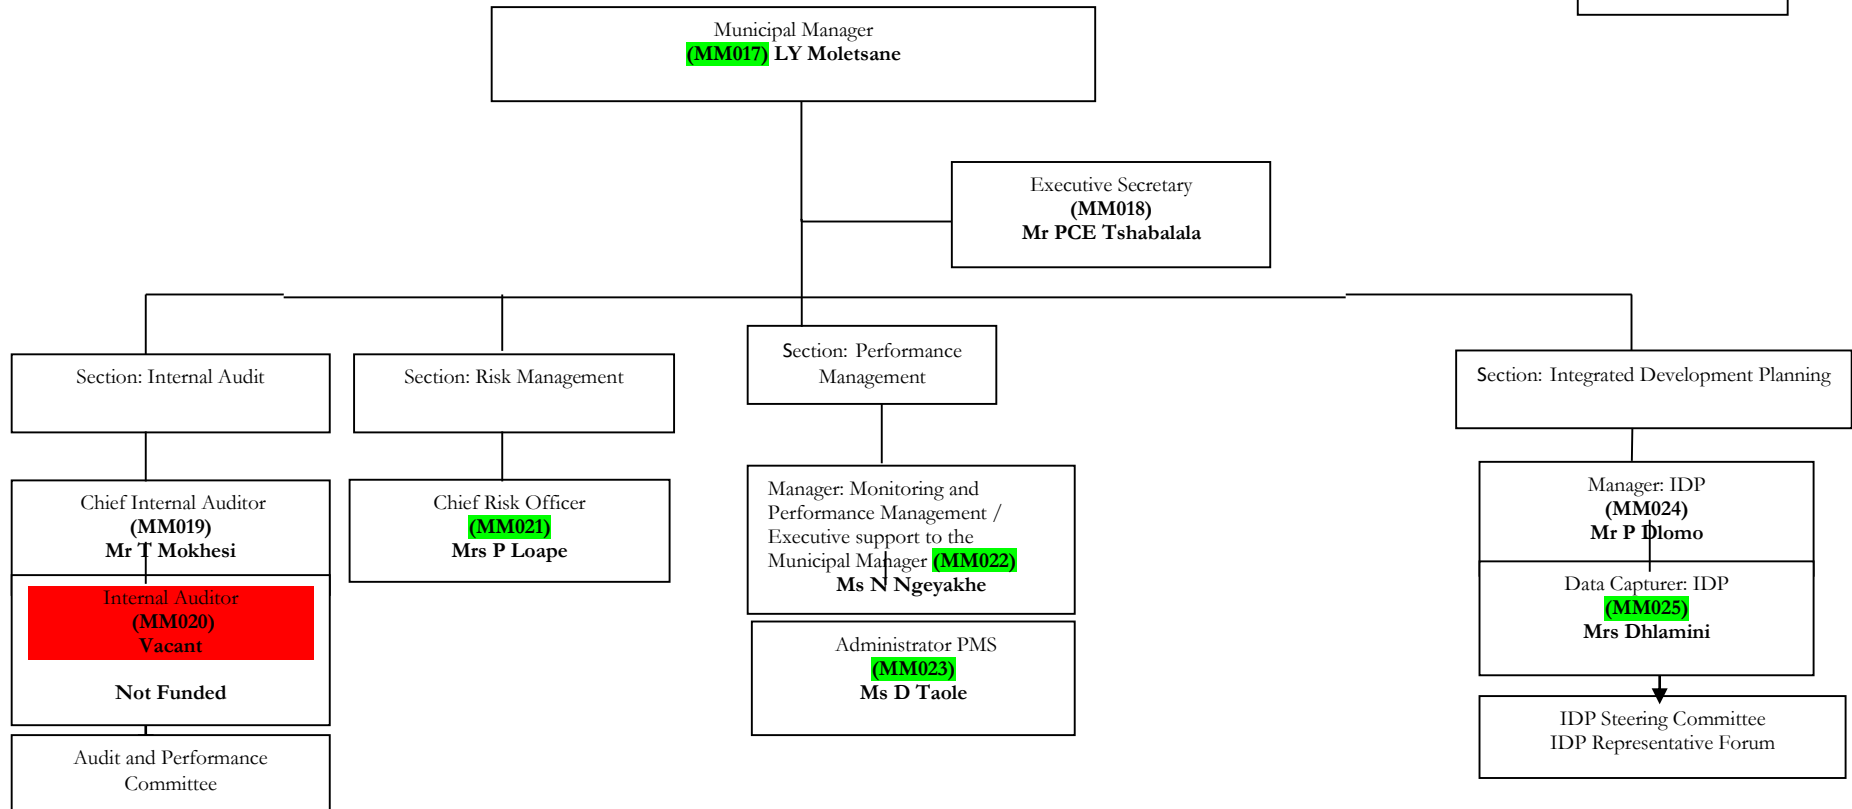 Municipal Manager
(MM017) LY Moletsane
Executive Secretary
(MM018)
Mr PCE Tshabalala
Section: Internal Audit
Section: Risk Management
Section: Performance
Management
Section: Integrated Development Planning
Chief Internal Auditor
(MM019)
Mr T Mokhesi
Internal Auditor
(MM020)
Vacant
Not Funded
Audit and Performance
Committee
Chief Risk Officer
(MM021)
Mrs P Loape
Manager: Monitoring and
Performance Management /
Executive support to the
Municipal Manager (MM022)
Ms N Ngeyakhe
Administrator PMS
(MM023)
Ms D Taole
Manager: IDP
(MM024)
Mr P Dlomo
Data Capturer: IDP
(MM025)
Mrs Dhlamini
IDP Steering Committee
IDP Representative Forum